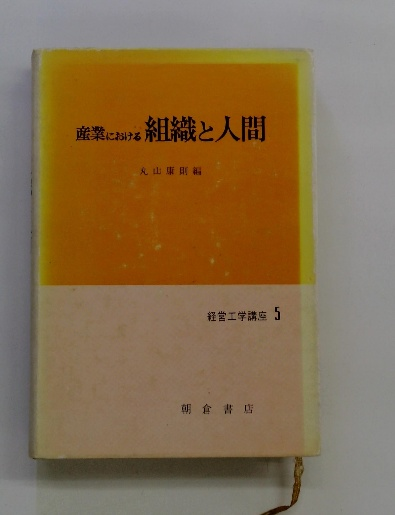 産業における組織と人間
丸山康則編
経営工学講座 5
朝倉書店